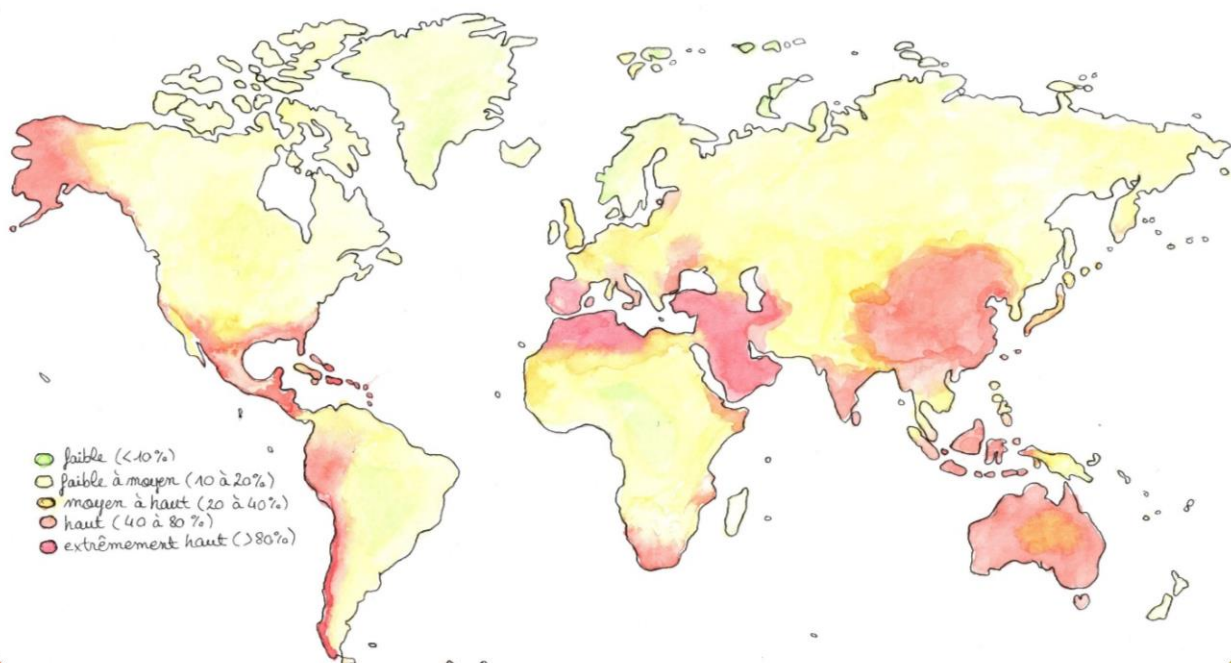 faible (<10%)
faible à moyen (10 à 20%)
moyen à haut (20 à 40%)
haut (40 à 80 %)
extrêmement haut (>80%)